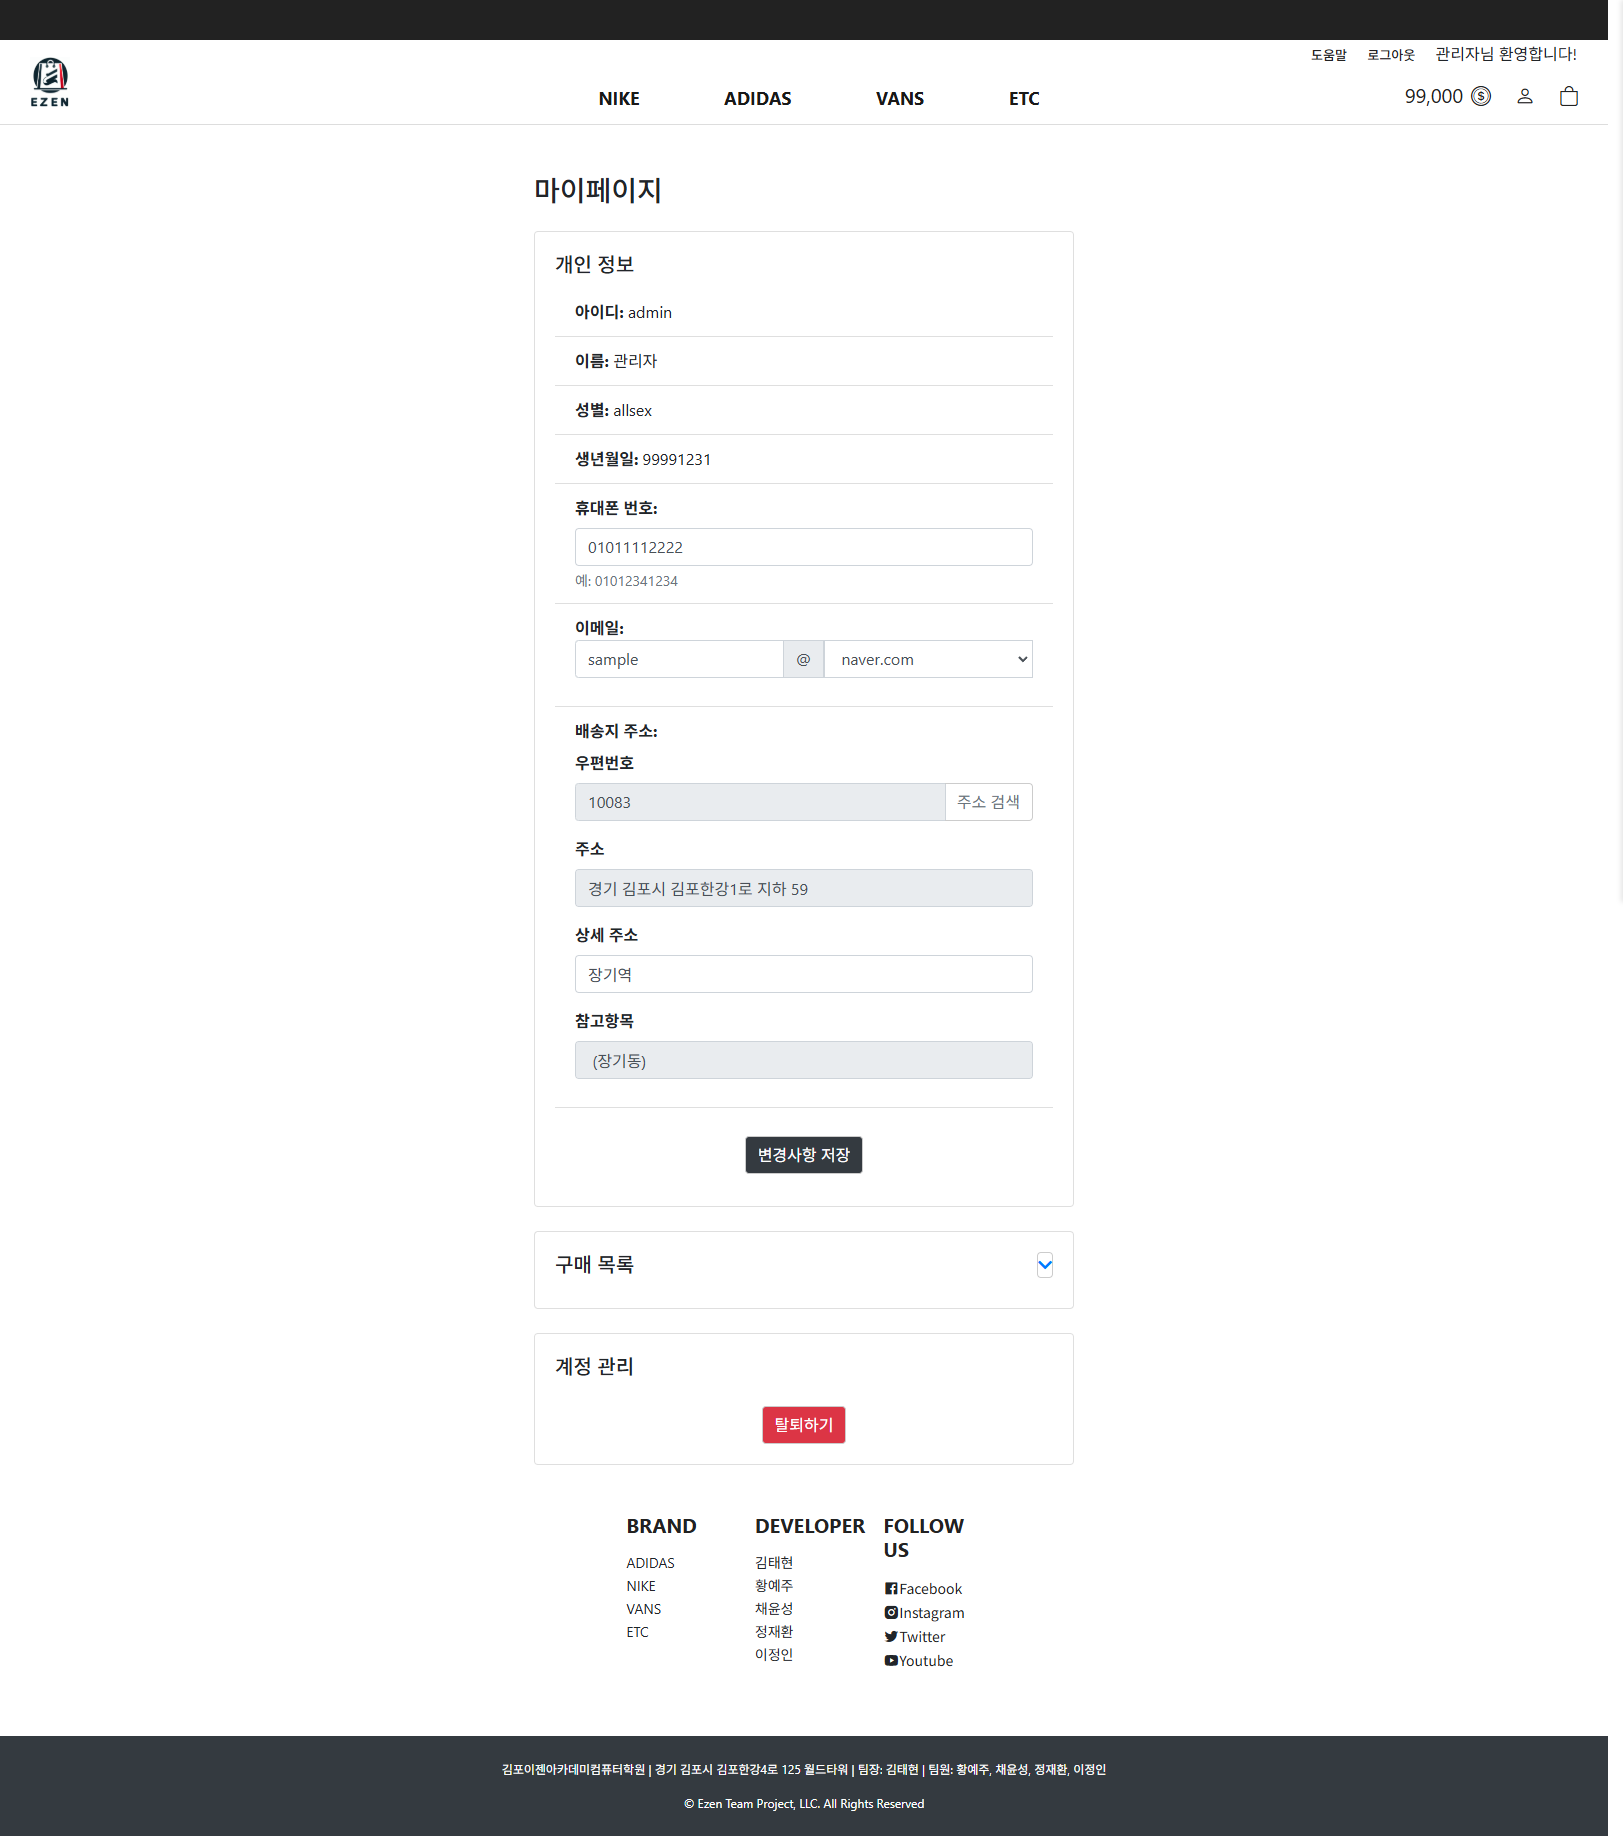 도움말 로그아웃 관리자님 환영합니다!
EZEN
NIKE ADIDAS VANS ETC
99,000
마이페이지
개인 정보
아이디: admin
이름: 관리자
성별: allsex
생년월일: 99991231
휴대폰 번호:
01011112222
예: 01012341234
이메일:
sample @ naver.com
배송지 주소:
우편번호
10083 주소 검색
주소
경기 김포시 김포한강1로 지하 59
상세 주소
장기역
참고항목
(장기동)
변경사항 저장
구매 목록
계정 관리
탈퇴하기
BRAND
ADIDAS
NIKE
VANS
ETC
DEVELOPER
김태현
황예주
채윤성
정재환
이정인
FOLLOW
US
Facebook
Instagram
Twitter
Youtube
김포이젠아카데미컴퓨터학원 | 경기 김포시 김포한강4로 125 월드타워 | 팀장: 김태현 | 팀원: 황예주, 채윤성, 정재환, 이정인
© Ezen Team Project, LLC. All Rights Reserved